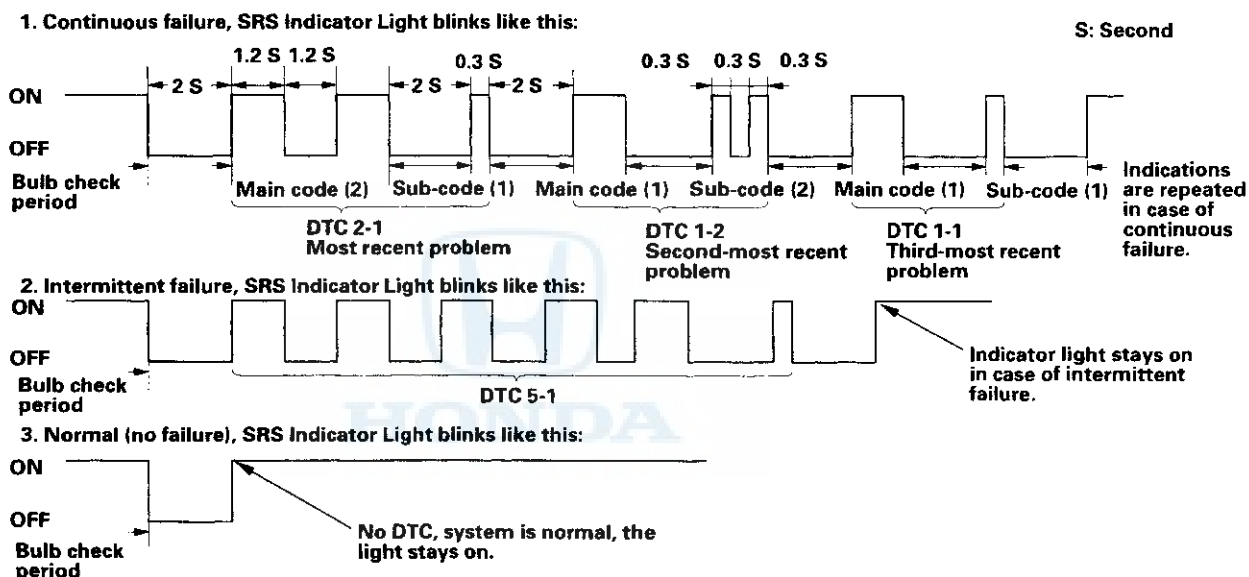 1. Continuous failure, SRS Indicator Light blinks like this:
S: Second
1.2 S 1.2 S 0.3 S 0.3 S 0.3 S 0.3 S
2 S 2 S 2 S
ON
OFF
Bulb check
period
Main code (2) Sub-code (1) Main code (1) Sub-code (2) Main code (1) Sub-code (1)
DTC 2-1
Most recent problem
DTC 1-2
Second-most recent
problem
DTC 1-1
Third-most recent
problem
Indications
are repeated
in case of
continuous
failure.
2. Intermittent failure, SRS Indicator Light blinks like this:
ON
OFF
Bulb check
period
DTC 5-1
Indicator light stays on
in case of intermittent
failure.
HONDA
3. Normal (no failure), SRS Indicator Light blinks like this:
ON
OFF
Bulb check
period
No DTC, system is normal, the
light stays on.